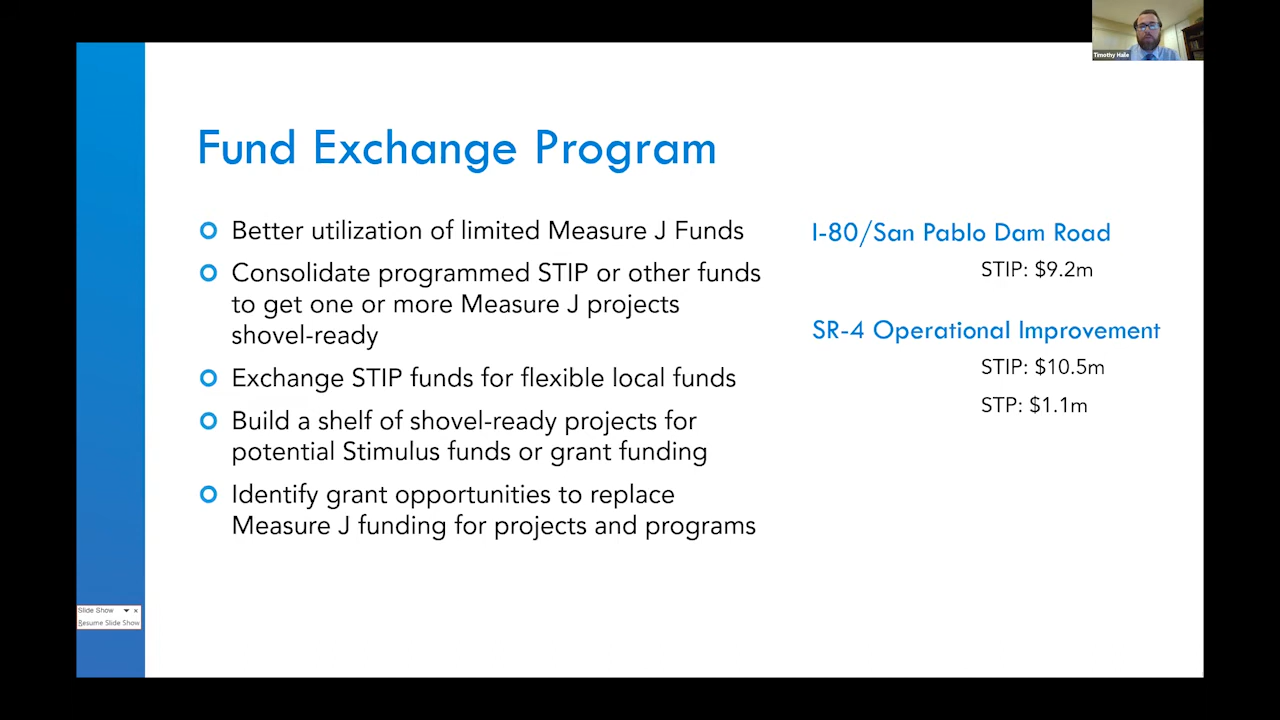 Timothy Hale
Fund Exchange Program
Better utilization of limited Measure J Funds
Consolidate programmed STIP or other funds
to get one or more Measure J projects
shovel-ready
Exchange STIP funds for flexible local funds
Build a shelf of shovel-ready projects for
potential Stimulus funds or grant funding
Identify grant opportunities to replace
Measure J funding for projects and programs
I-80/San Pablo Dam Road
STIP: $9.2m
SR-4 Operational Improvement
STIP: $10.5m
STP: $1.1m
Slide Show
Resume Slide Show